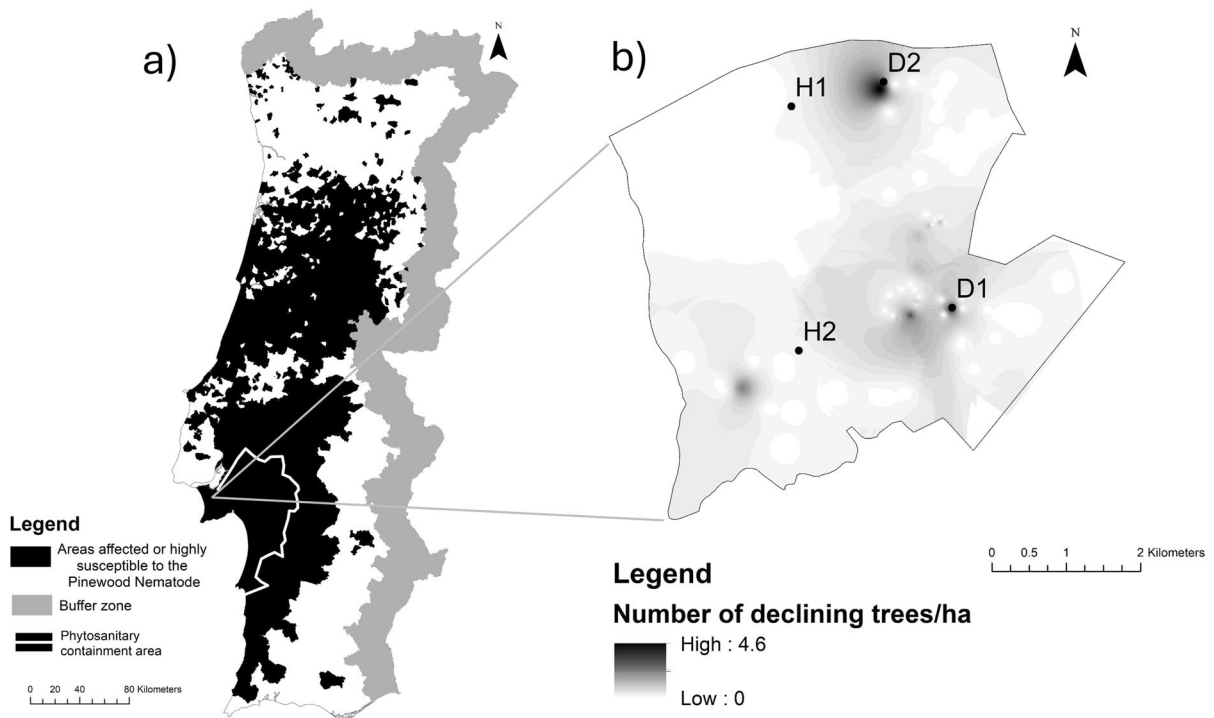 a)
N
Legend
Areas affected or highly
susceptible to the
Pinewood Nematode
Buffer zone
Phytosanitary
containment area
0 20 40 80 Kilometers
b)
N
H1
D2
D1
H2
0 0.5 1 2 Kilometers
Legend
Number of declining trees/ha
High : 4.6
Low : 0